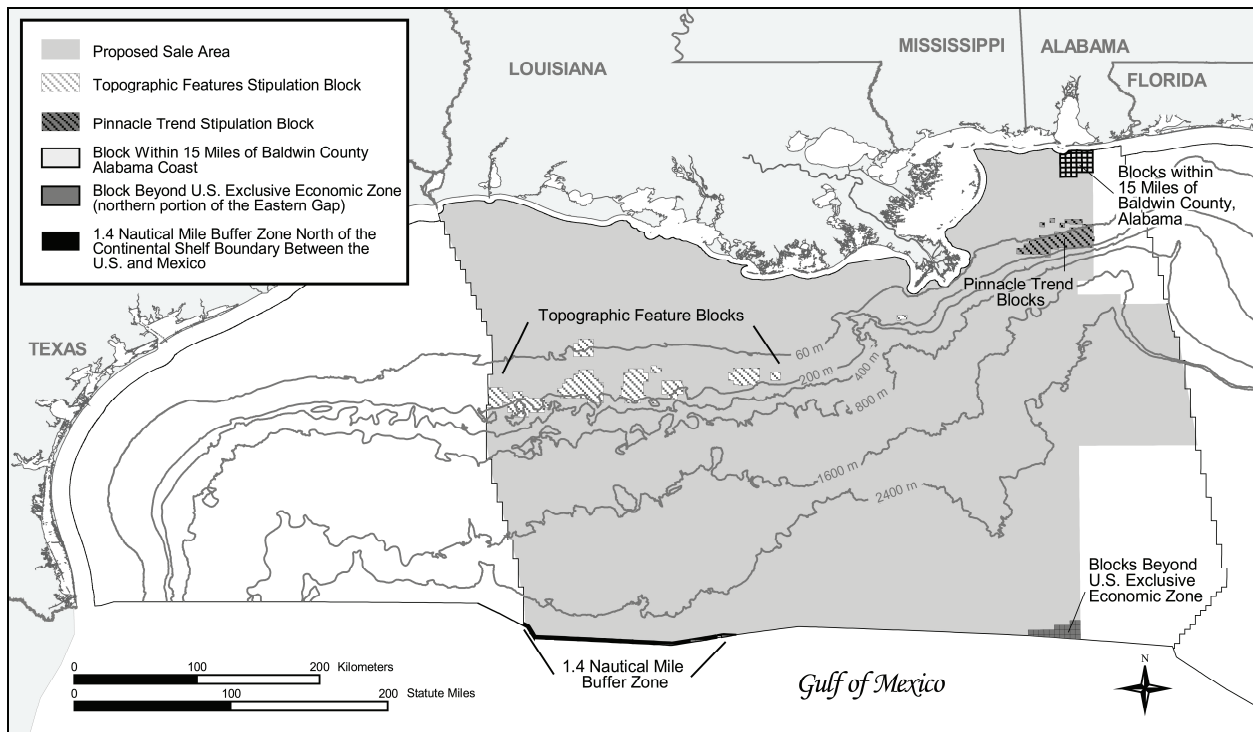 Proposed Sale Area
Topographic Features Stipulation Block
Pinnacle Trend Stipulation Block
Block Within 15 Miles of Baldwin County
Alabama Coast
Block Beyond U.S. Exclusive Economic Zone
(northern portion of the Eastern Gap)
1.4 Nautical Mile Buffer Zone North of the
Continental Shelf Boundary Between the
U.S. and Mexico
LOUISIANA
MISSISSIPPI
ALABAMA
FLORIDA
TEXAS
Blocks within
15 Miles of
Baldwin County,
Alabama
Pinnacle Trend
Blocks
Topographic Feature Blocks
60 m
200 m
400 m
800 m
1600 m
2400 m
Blocks Beyond
U.S. Exclusive
Economic Zone
1.4 Nautical Mile
Buffer Zone
Gulf of Mexico
N
0 100 200 Kilometers
0 100 200 Statute Miles